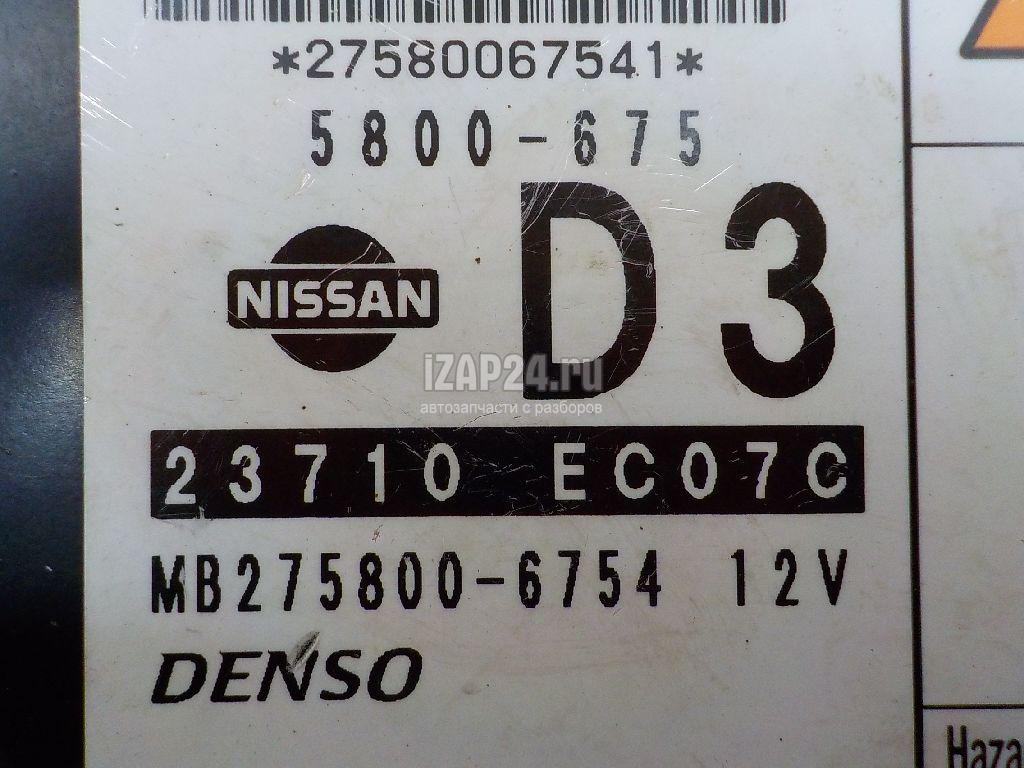 *27580067541*
5800-675
NISSAN D3
iZAP24.ru
автозапчасти с разборов
23710 EC07C
MB275800-6754 12V
DENSO
Haza